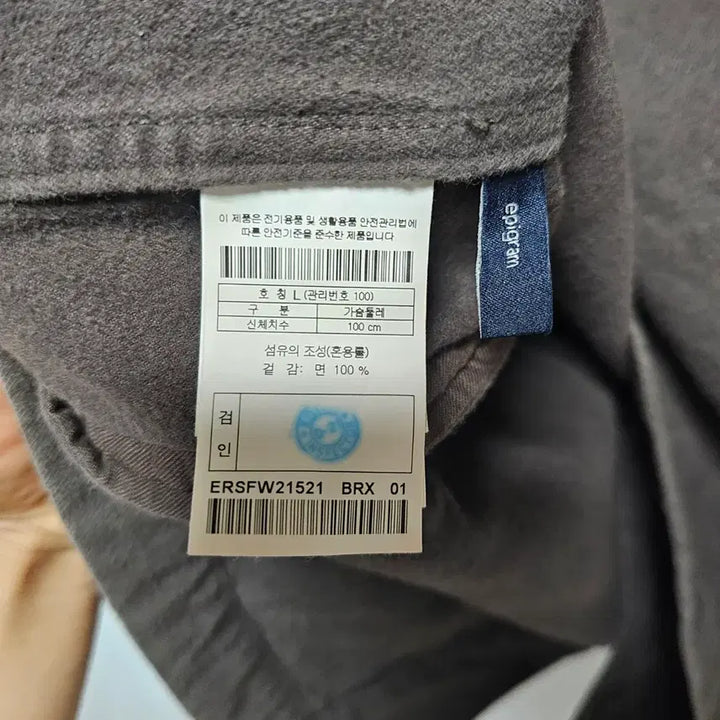 이 제품은 전기용품 및 생활용품 안전관리법에
따른 안전기준을 준수한 제품입니다
호 칭 L (관리번호 100)
구 분 가슴둘레
신체치수 100 cm
섬유의 조성(혼용률)
겉 감: 면 100 %
검
인
ERSFW21521 BRX 01
epigram